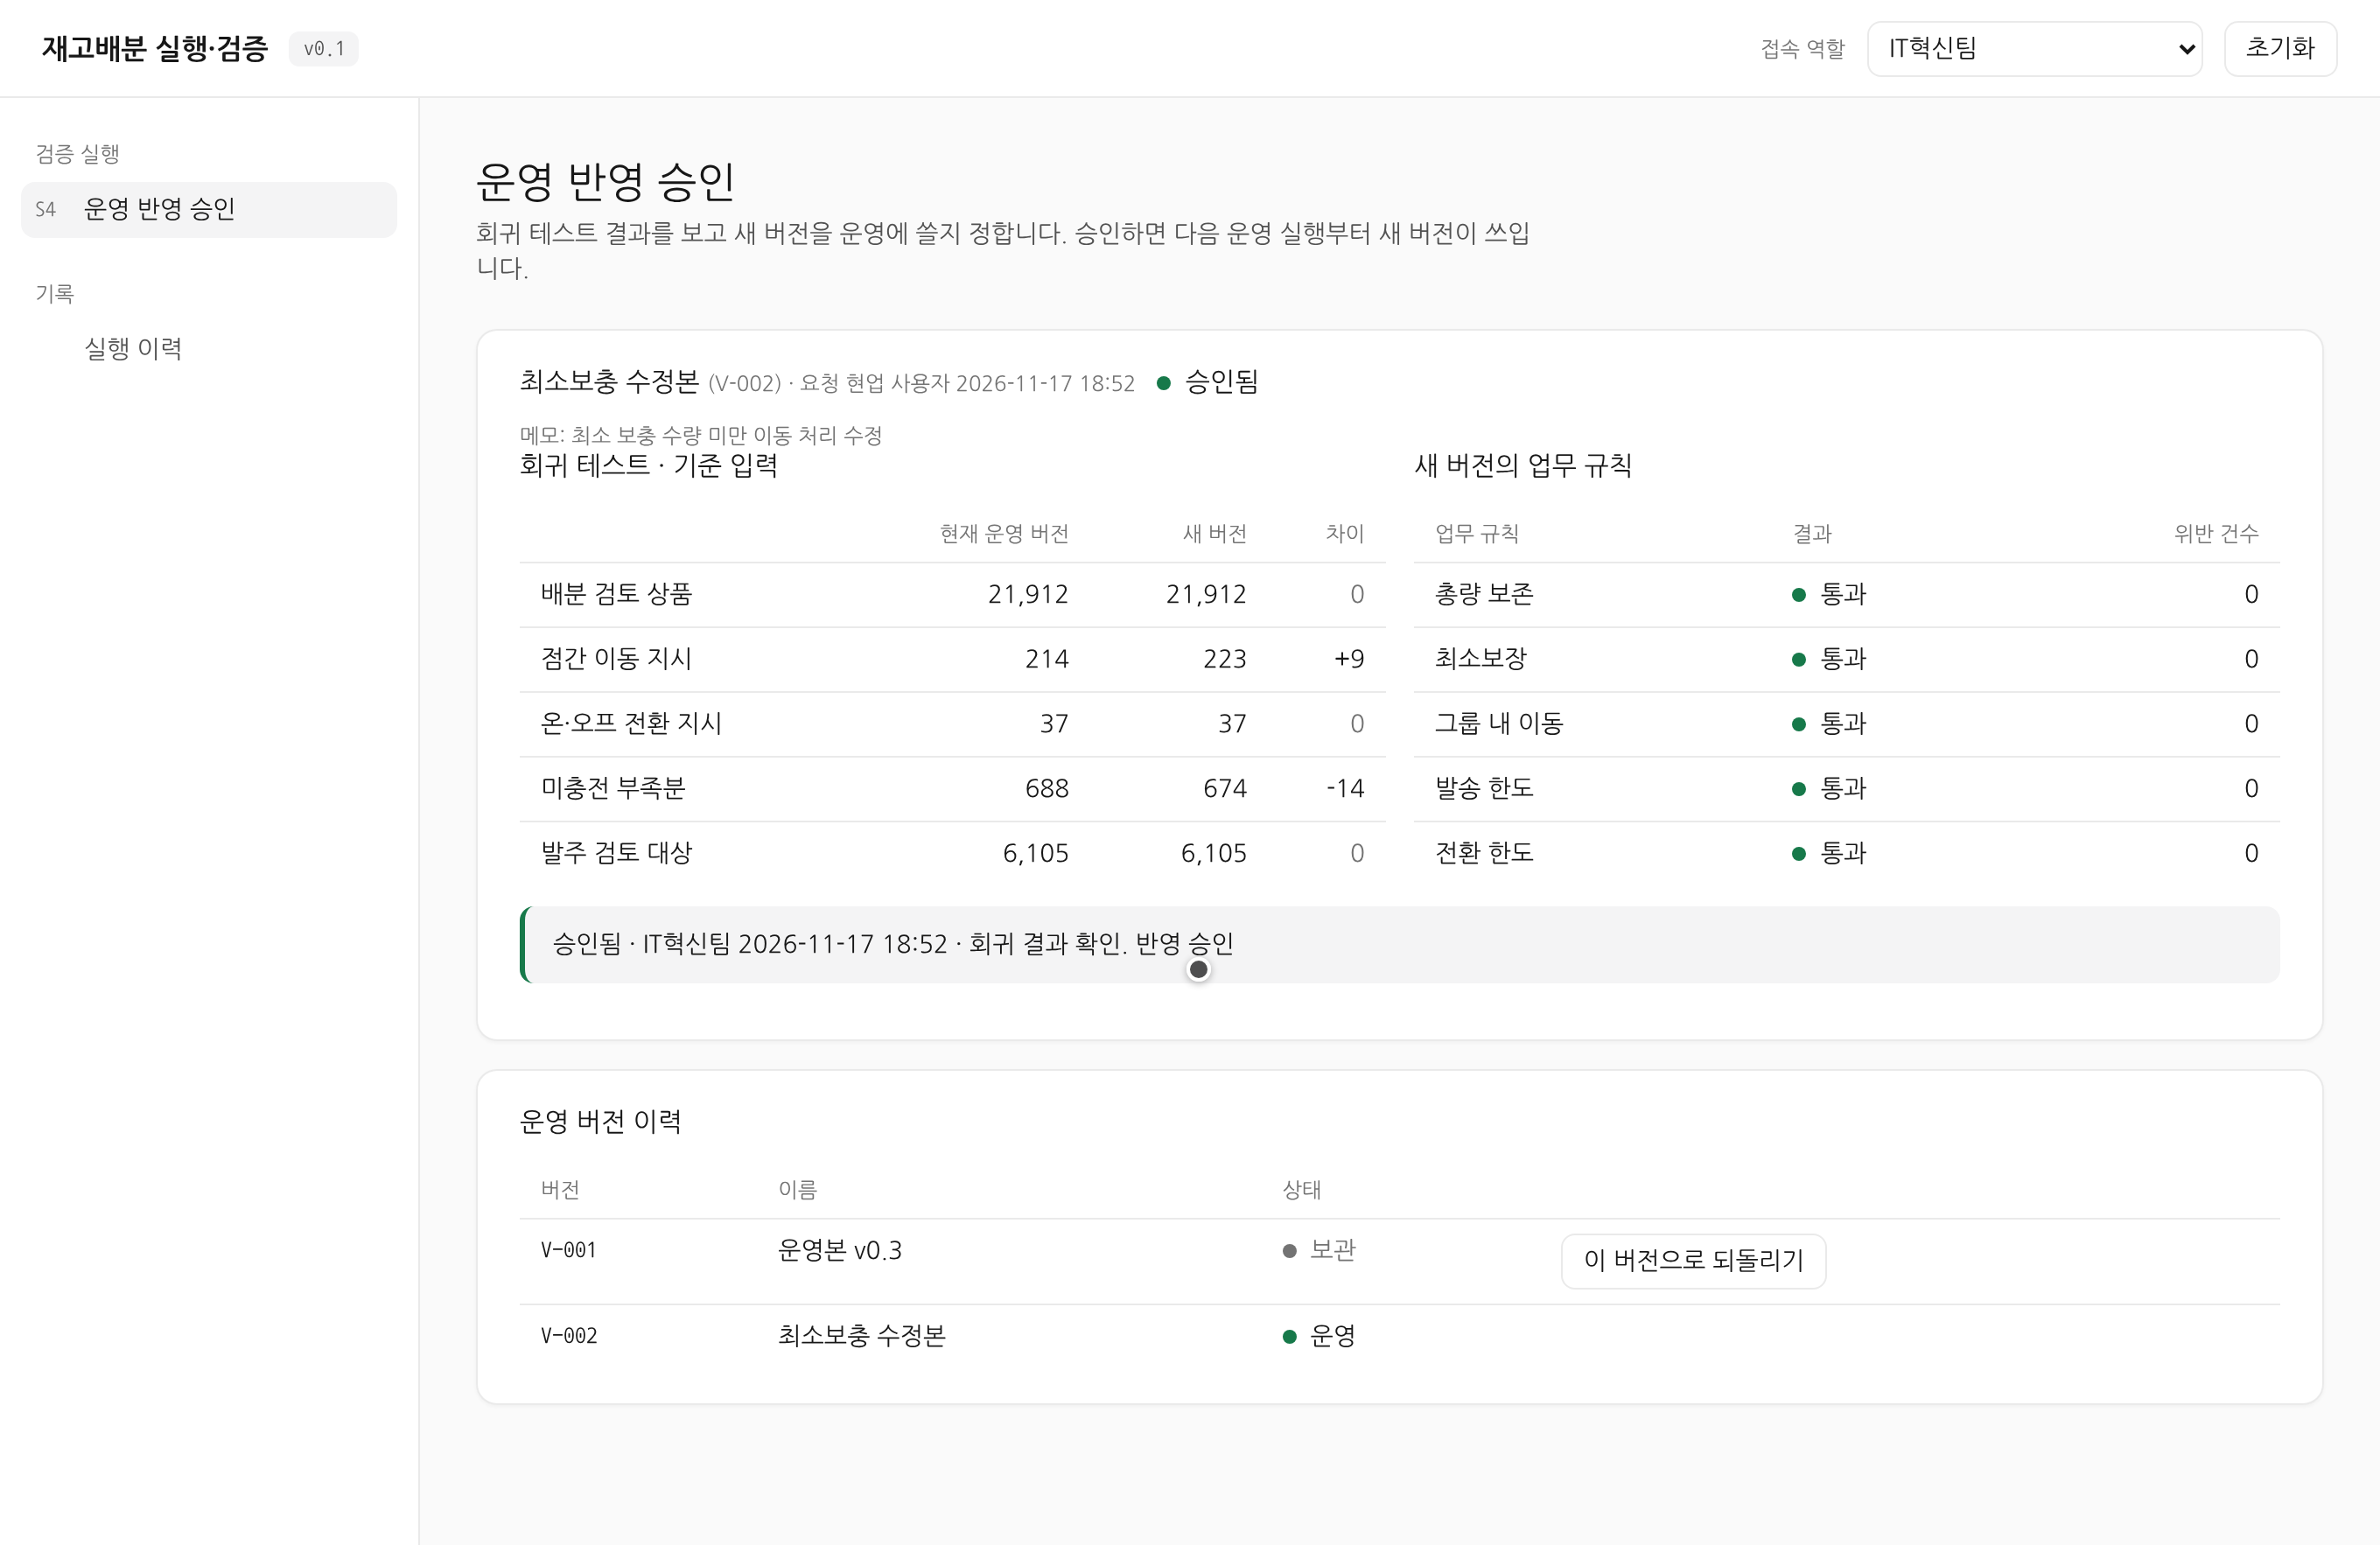 재고배분 실행·검증 v0.1
접속 역할 IT혁신팀 초기화
검증 실행
S4 운영 반영 승인
기록
실행 이력
운영 반영 승인
회귀 테스트 결과를 보고 새 버전을 운영에 쓸지 정합니다. 승인하면 다음 운영 실행부터 새 버전이 쓰입
니다.
최소보충 수정본 (V-002) · 요청 현업 사용자 2026-11-17 18:52 승인됨
메모: 최소 보충 수량 미만 이동 처리 수정
회귀 테스트 · 기준 입력
현재 운영 버전 새 버전 차이
배분 검토 상품 21,912 21,912 0
점간 이동 지시 214 223 +9
온·오프 전환 지시 37 37 0
미충전 부족분 688 674 -14
발주 검토 대상 6,105 6,105 0
새 버전의 업무 규칙
업무 규칙 결과 위반 건수
총량 보존 통과 0
최소보장 통과 0
그룹 내 이동 통과 0
발송 한도 통과 0
전환 한도 통과 0
승인됨 · IT혁신팀 2026-11-17 18:52 · 회귀 결과 확인. 반영 승인
운영 버전 이력
버전 이름 상태
V-001 운영본 v0.3 보관 이 버전으로 되돌리기
V-002 최소보충 수정본 운영